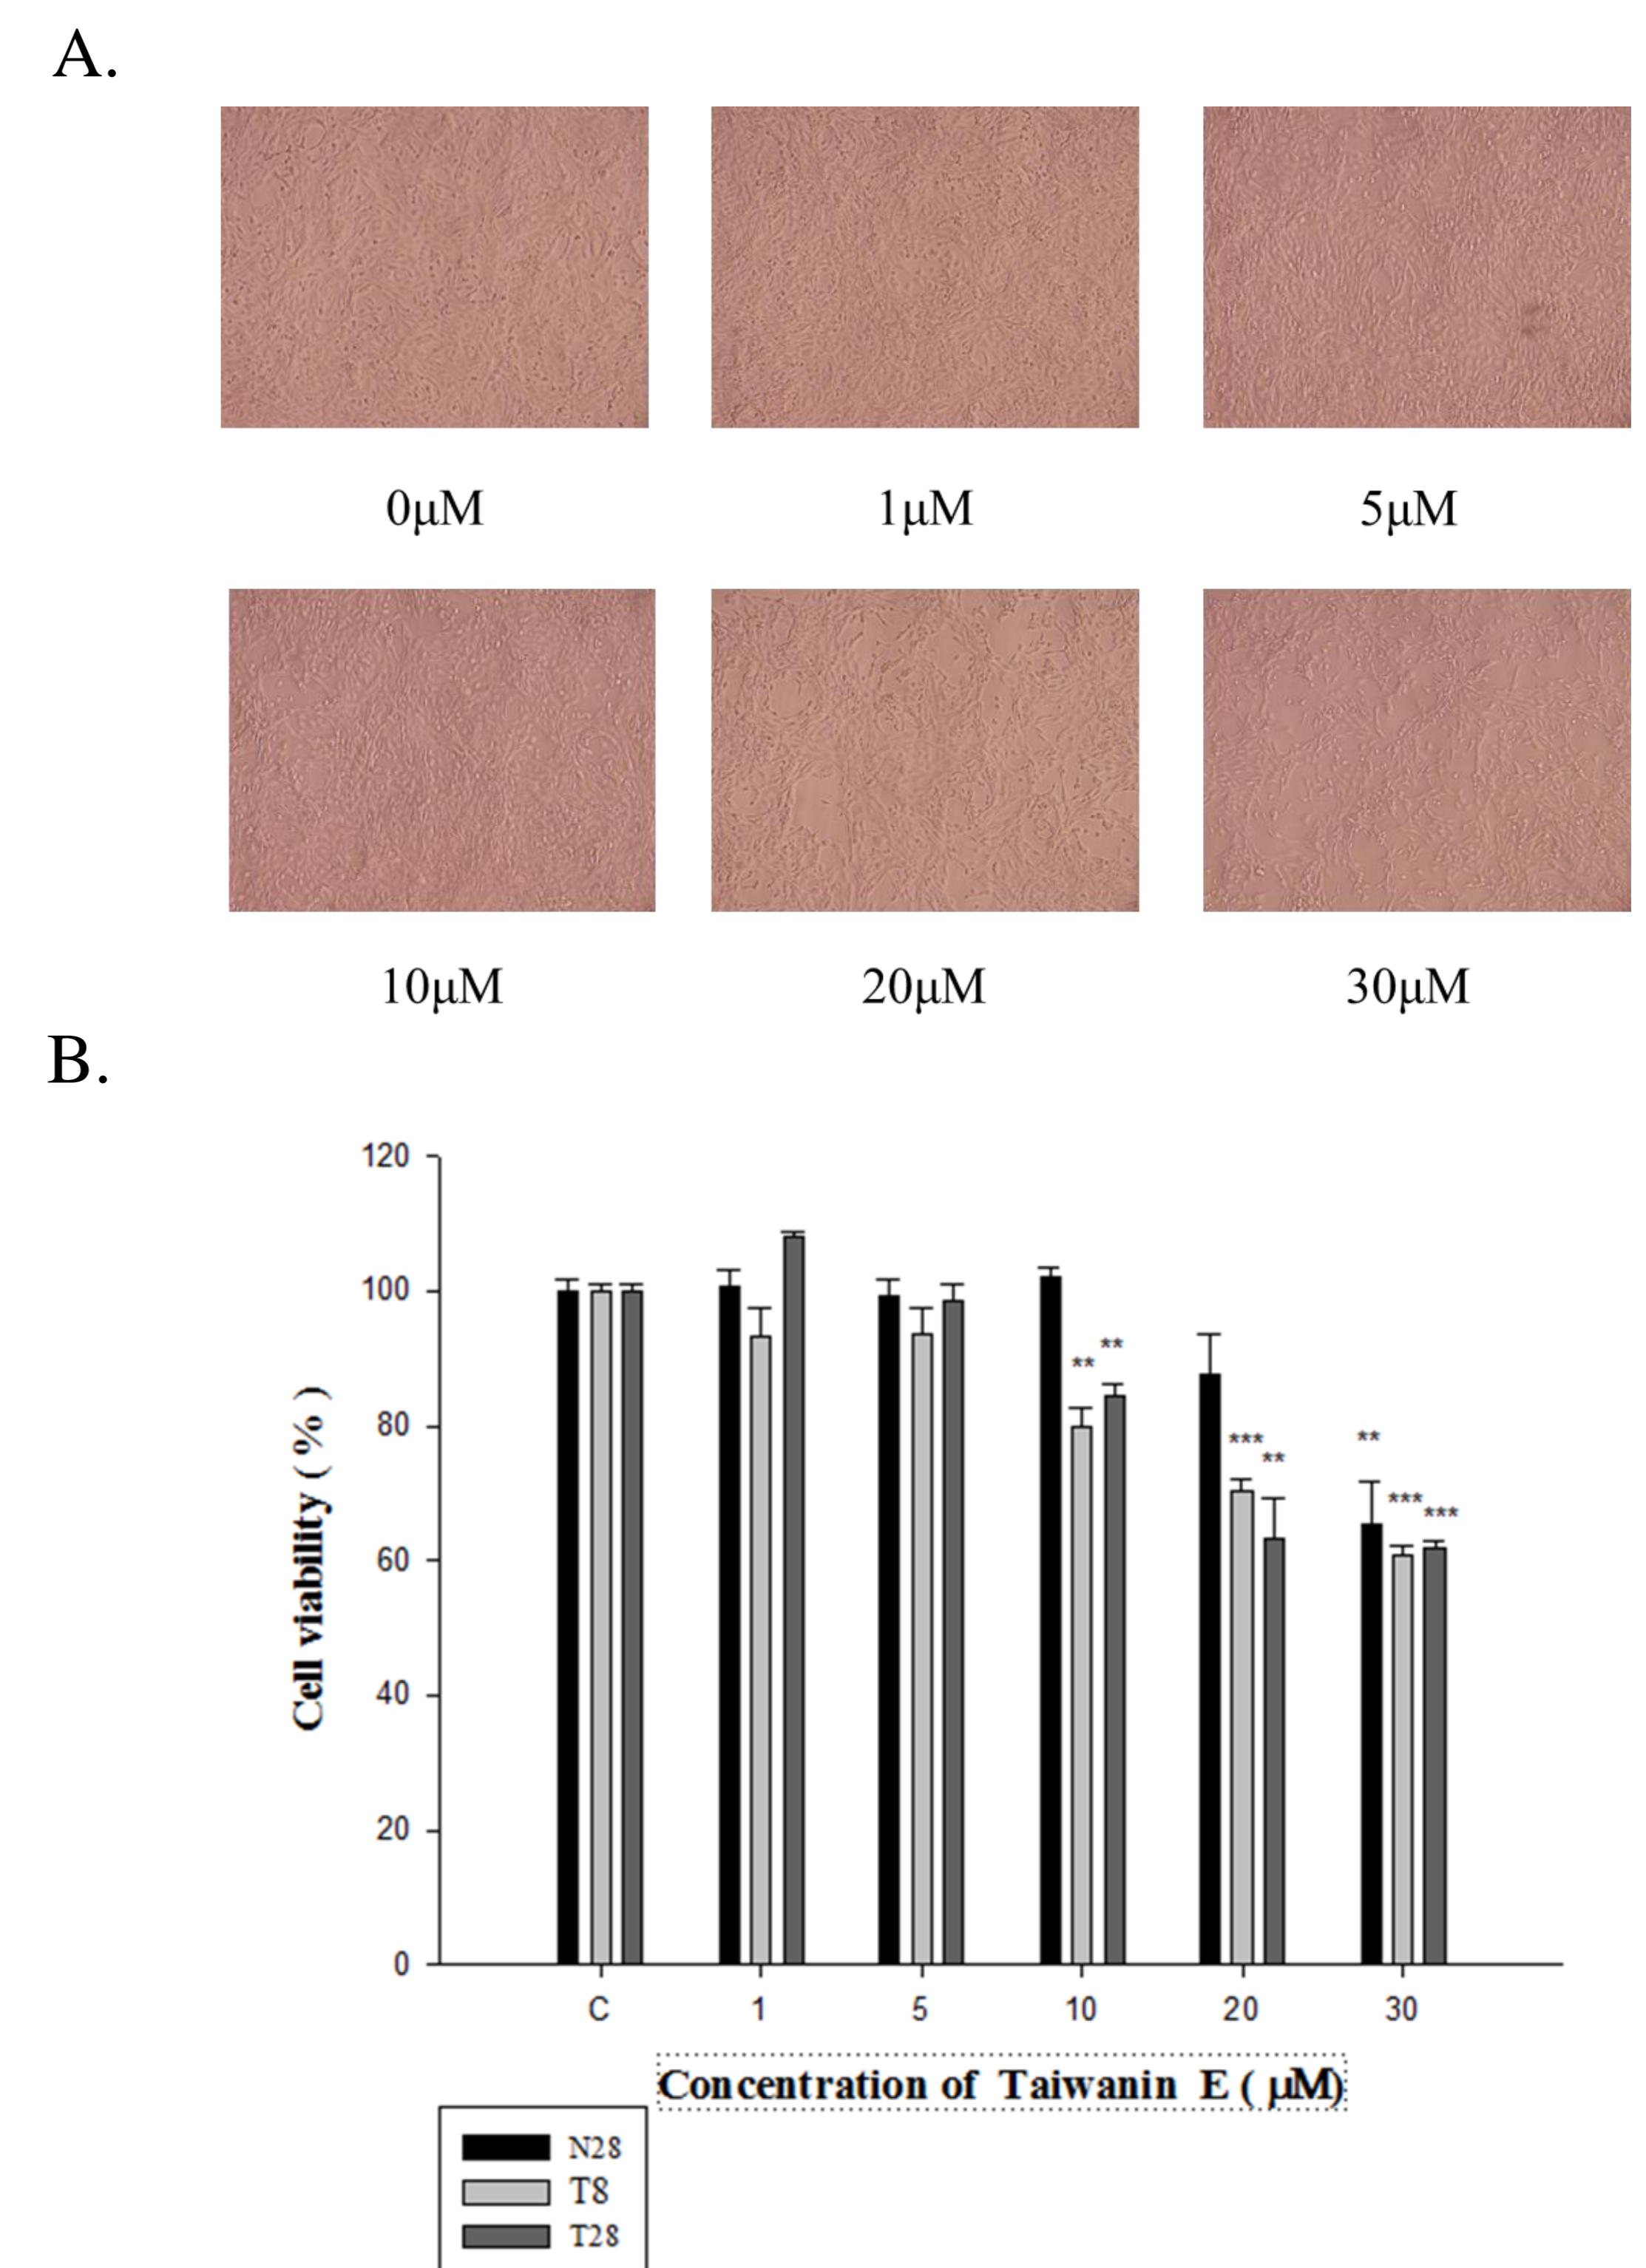 A.
0μM 1μM 5μM
10μM 20μM 30μM
B.
120
100
80
60
40
20
0
Cell viability ( % )
** **
*** **
** *** ***
C 1 5 10 20 30
Concentration of Taiwanin E ( μM)
N28
T8
T28